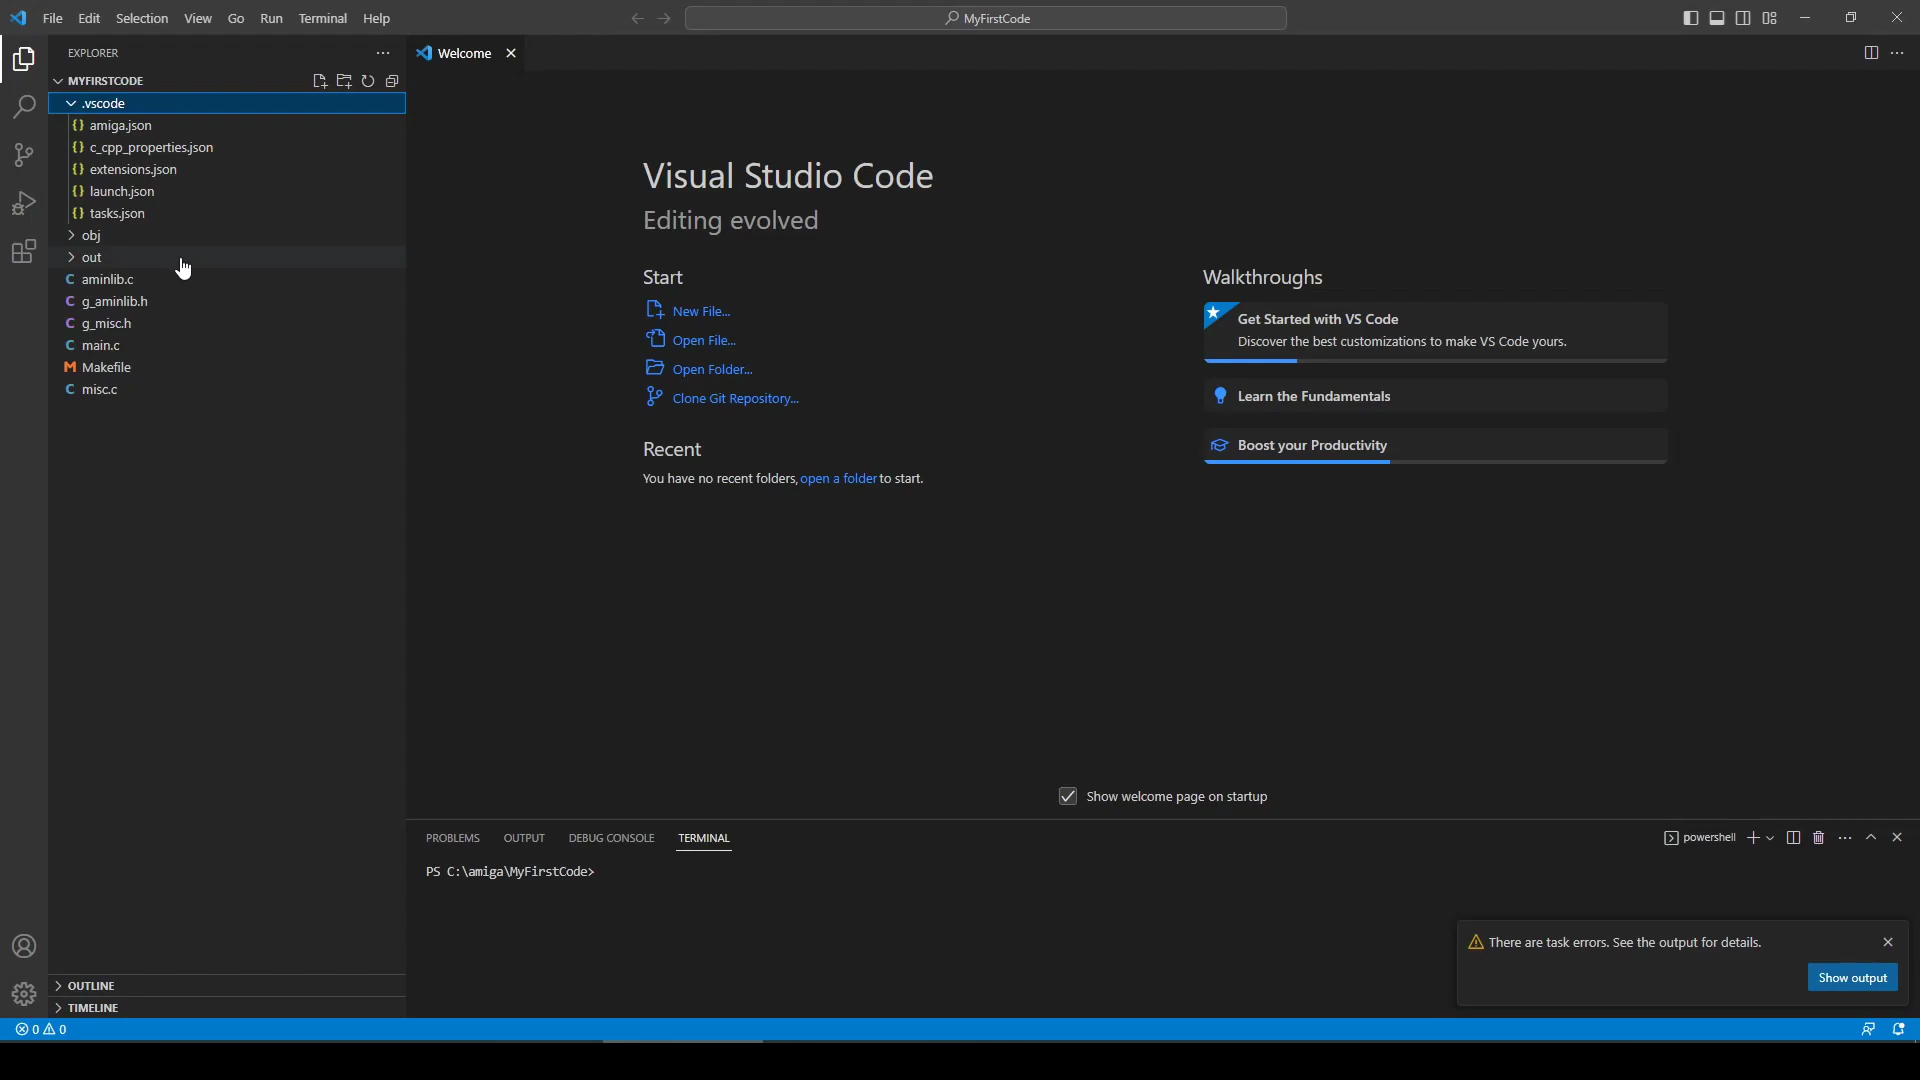 File Edit Selection View Go Run Terminal Help
MyFirstCode
EXPLORER
MYFIRSTCODE
.vscode
{} amiga.json
{} c_cpp_properties.json
{} extensions.json
{} launch.json
{} tasks.json
obj
out
C aminlib.c
C g_aminlib.h
C g_misc.h
C main.c
M Makefile
C misc.c
OUTLINE
TIMELINE
Welcome
Visual Studio Code
Editing evolved
Start
New File...
Open File...
Open Folder...
Clone Git Repository...
Recent
You have no recent folders, open a folder to start.
Walkthroughs
Get Started with VS Code
Discover the best customizations to make VS Code yours.
Learn the Fundamentals
Boost your Productivity
Show welcome page on startup
PROBLEMS OUTPUT DEBUG CONSOLE TERMINAL
powershell
PS C:\amiga\MyFirstCode>
There are task errors. See the output for details.
Show output
0 0